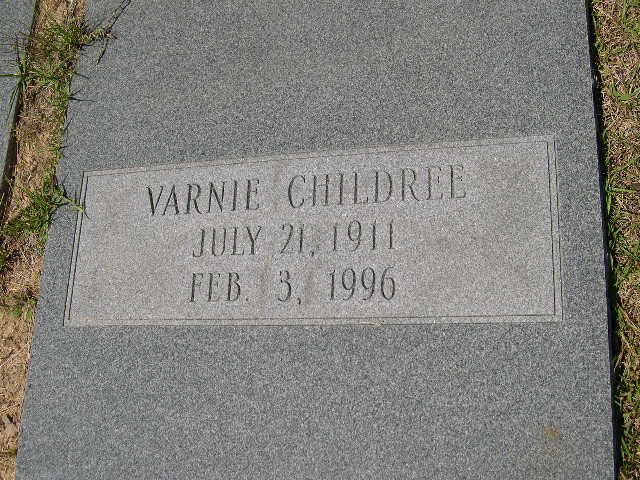 VARNIE CHILDREE
JULY 21, 1911
FEB. 3, 1996